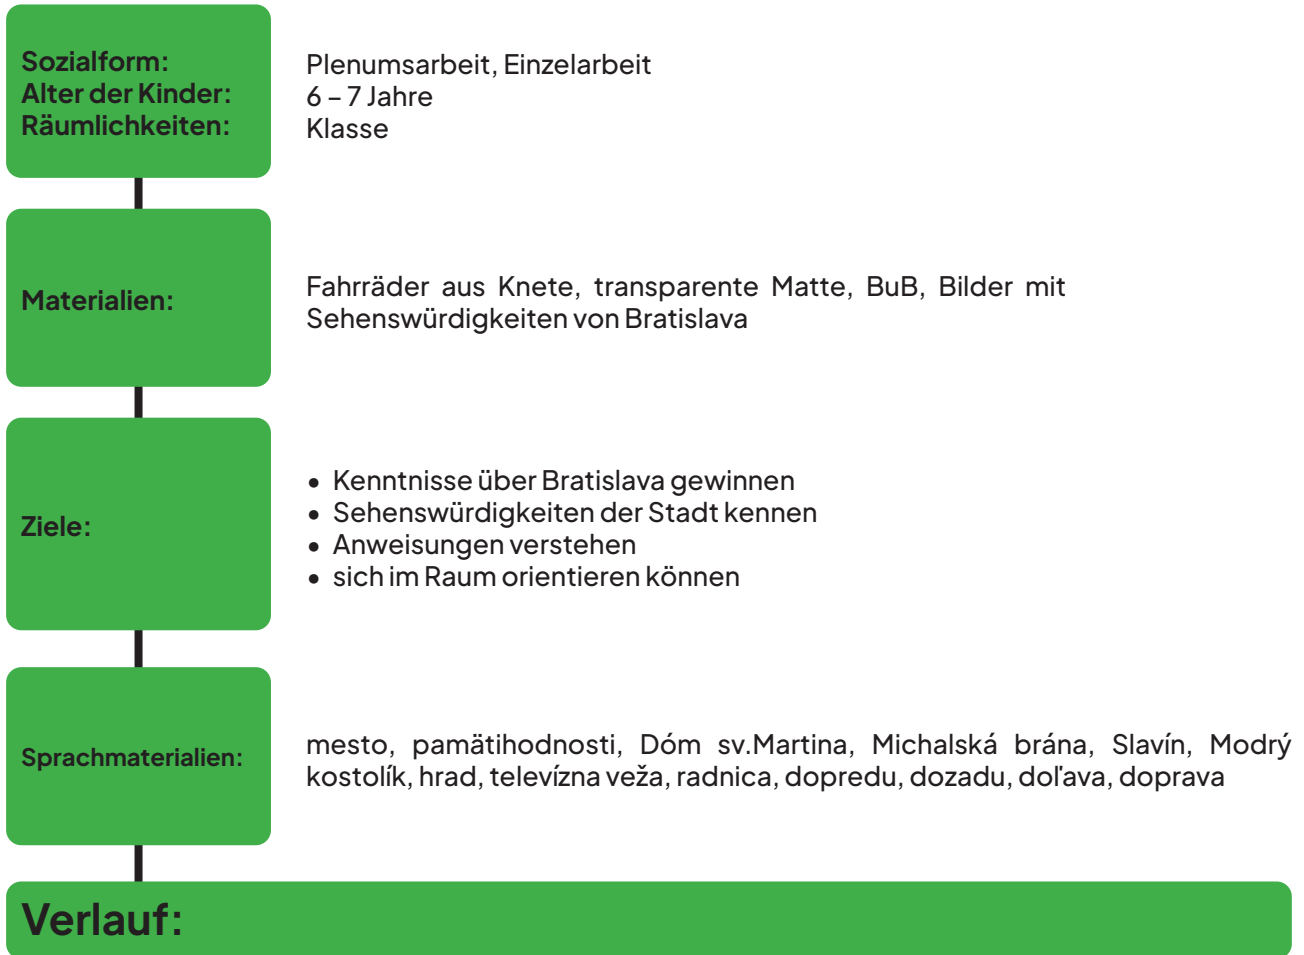 Sozialform:
Plenumsarbeit, Einzelarbeit
Alter der Kinder:
6 – 7 Jahre
Räumlichkeiten:
Klasse
Materialien:
Fahrräder aus Knete, transparente Matte, BuB, Bilder mit
Sehenswürdigkeiten von Bratislava
Ziele:
• Kenntnisse über Bratislava gewinnen
• Sehenswürdigkeiten der Stadt kennen
• Anweisungen verstehen
• sich im Raum orientieren können
Sprachmaterialien:
mesto, pamätihodnosti, Dóm sv.Martina, Michalská brána, Slavín, Modrý
kostolík, hrad, televízna veža, radnica, dopredu, dozadu, doľava, doprava
Verlauf: